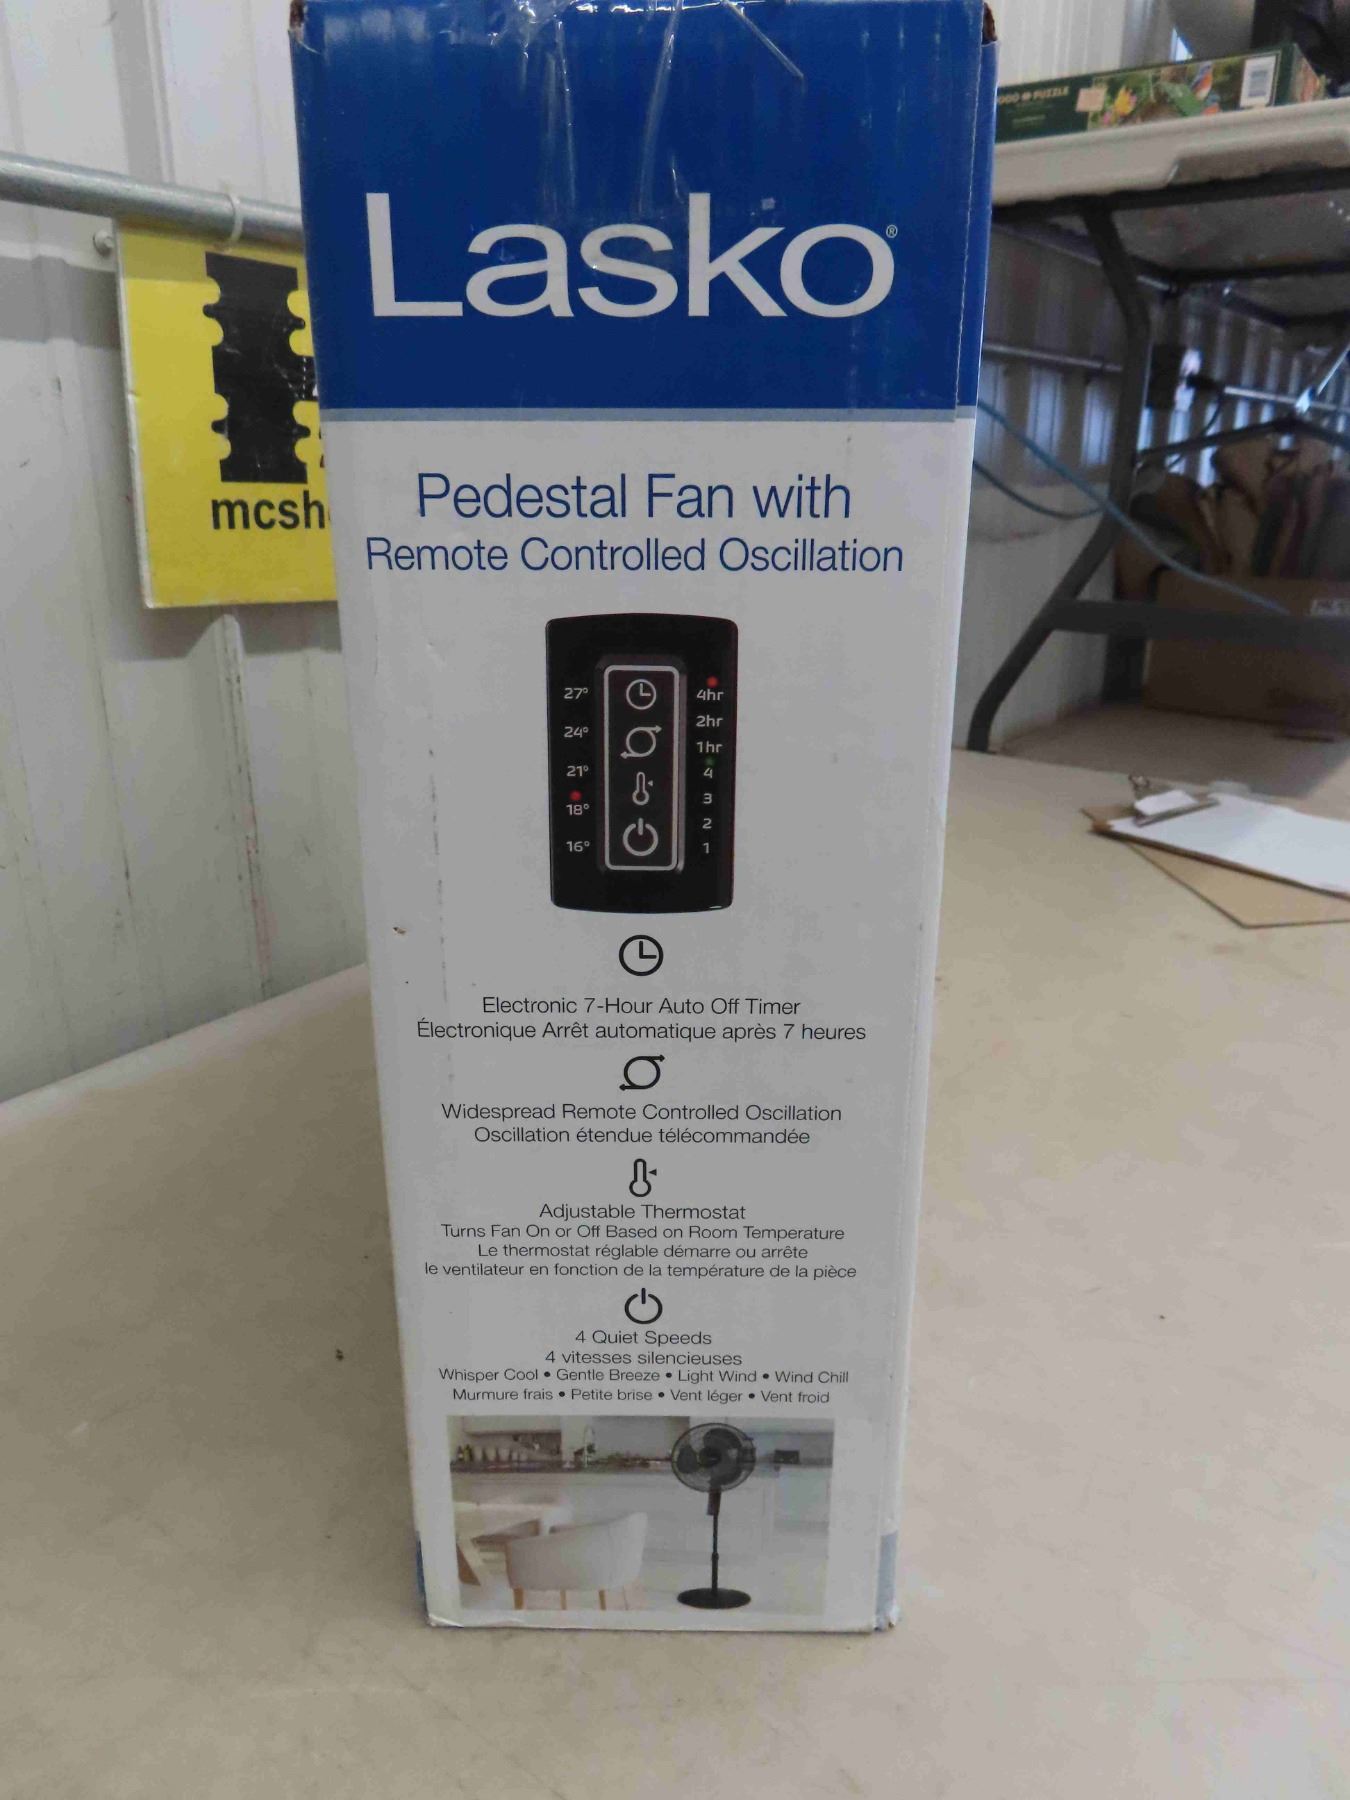 Lasko®
Pedestal Fan with
Remote Controlled Oscillation
27°
24°
21°
18°
16°
4hr
2hr
1hr
4
3
2
1
Electronic 7-Hour Auto Off Timer
Électronique Arrêt automatique après 7 heures
Widespread Remote Controlled Oscillation
Oscillation étendue télécommandée
Adjustable Thermostat
Turns Fan On or Off Based on Room Temperature
Le thermostat réglable démarre ou arrête
le ventilateur en fonction de la température de la pièce
4 Quiet Speeds
4 vitesses silencieuses
Whisper Cool • Gentle Breeze • Light Wind • Wind Chill
Murmure frais • Petite brise • Vent léger • Vent froid
mcsh
PUZZLE